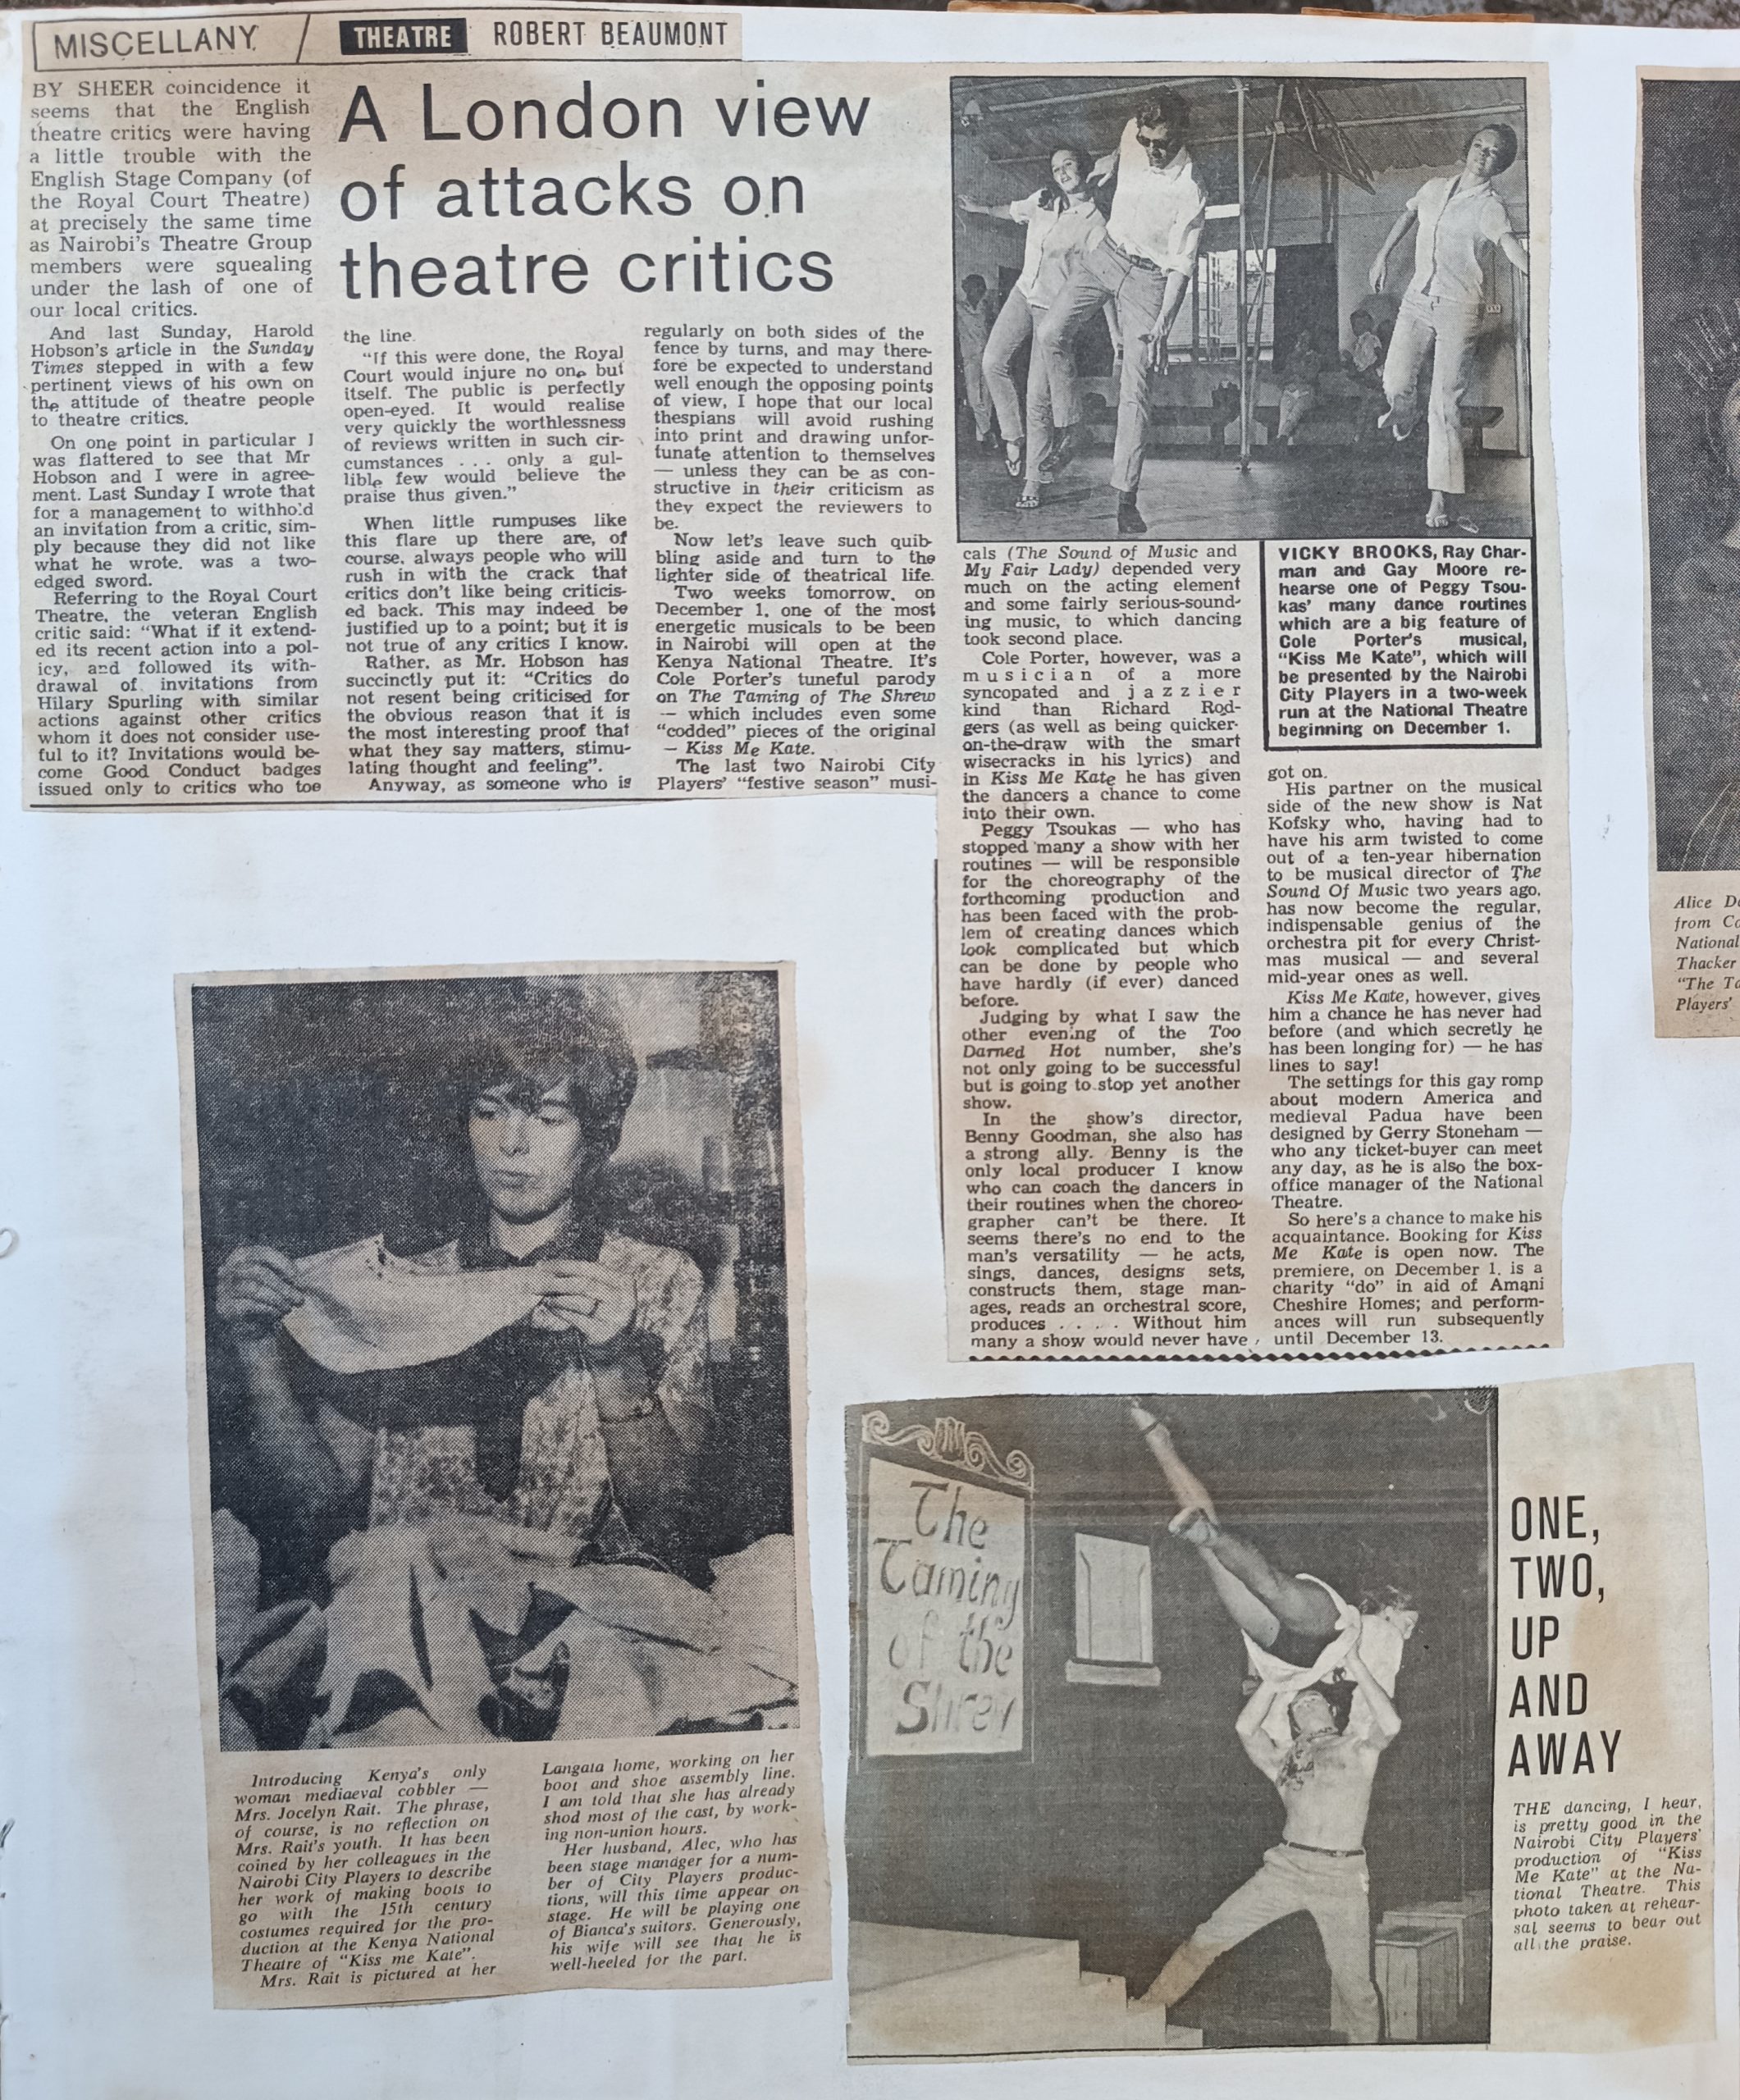 MISCELLANY / THEATRE ROBERT BEAUMONT
A London view
of attacks on
theatre critics
BY SHEER coincidence it
seems that the English
theatre critics were having
a little trouble with the
English Stage Company (of
the Royal Court Theatre)
at precisely the same time
as Nairobi's Theatre Group
members were squealing
under the lash of one of
our local critics.
And last Sunday, Harold
Hobson's article in the Sunday
Times stepped in with a few
pertinent views of his own on
the attitude of theatre people
to theatre critics.
On one point in particular I
was flattered to see that Mr
Hobson and I were in agree-
ment. Last Sunday I wrote that
for a management to withhold
an invitation from a critic, sim-
ply because they did not like
what he wrote, was a two-
edged sword.
Referring to the Royal Court
Theatre, the veteran English
critic said: "What if it extend-
ed its recent action into a pol-
icy, and followed its with-
drawal of invitations from
Hilary Spurling with similar
actions against other critics
whom it does not consider use-
ful to it? Invitations would be-
come Good Conduct badges
issued only to critics who toe
the line.
"If this were done, the Royal
Court would injure no one but
itself. The public is perfectly
open-eyed. It would realise
very quickly the worthlessness
of reviews written in such cir-
cumstances . . . only a gul-
lible few would believe the
praise thus given."
When little rumpuses like
this flare up there are, of
course, always people who will
rush in with the crack that
critics don't like being criticis-
ed back. This may indeed be
justified up to a point; but it is
not true of any critics I know.
Rather, as Mr. Hobson has
succinctly put it: "Critics do
not resent being criticised for
the obvious reason that it is
the most interesting proof that
what they say matters, stimu-
lating thought and feeling".
Anyway, as someone who is
regularly on both sides of the
fence by turns, and may there-
fore be expected to understand
well enough the opposing points
of view, I hope that our local
thespians will avoid rushing
into print and drawing unfor-
tunate attention to themselves
— unless they can be as con-
structive in their criticism as
they expect the reviewers to
be.
Now let's leave such quib-
bling aside and turn to the
lighter side of theatrical life.
Two weeks tomorrow, on
December 1, one of the most
energetic musicals to be been
in Nairobi will open at the
Kenya National Theatre. It's
Cole Porter's tuneful parody
on The Taming of The Shrew
— which includes even some
"codded" pieces of the original
— Kiss Me Kate.
The last two Nairobi City
Players' "festive season" musi-
cals (The Sound of Music and
My Fair Lady) depended very
much on the acting element
and some fairly serious-sound-
ing music, to which dancing
took second place.
Cole Porter, however, was a
musician of a more
syncopated and jazzier
kind than Richard Rod-
gers (as well as being quicker-
on-the-draw with the smart
wisecracks in his lyrics) and
in Kiss Me Kate he has given
the dancers a chance to come
into their own.
Peggy Tsoukas — who has
stopped many a show with her
routines — will be responsible
for the choreography of the
forthcoming production and
has been faced with the prob-
lem of creating dances which
look complicated but which
can be done by people who
have hardly (if ever) danced
before.
Judging by what I saw the
other evening of the Too
Darned Hot number, she's
not only going to be successful
but is going to stop yet another
show.
In the show's director,
Benny Goodman, she also has
a strong ally. Benny is the
only local producer I know
who can coach the dancers in
their routines when the choreo-
grapher can't be there. It
seems there's no end to the
man's versatility — he acts,
sings, dances, designs sets,
constructs them, stage man-
ages, reads an orchestral score,
produces . . . . Without him
many a show would never have
VICKY BROOKS, Ray Char-
man and Gay Moore re-
hearse one of Peggy Tsou-
kas' many dance routines
which are a big feature of
Cole Porter's musical,
"Kiss Me Kate", which will
be presented by the Nairobi
City Players in a two-week
run at the National Theatre
beginning on December 1.
got on.
His partner on the musical
side of the new show is Nat
Kofsky who, having had to
have his arm twisted to come
out of a ten-year hibernation
to be musical director of The
Sound Of Music two years ago,
has now become the regular,
indispensable genius of the
orchestra pit for every Christ-
mas musical — and several
mid-year ones as well.
Kiss Me Kate, however, gives
him a chance he has never had
before (and which secretly he
has been longing for) — he has
lines to say!
The settings for this gay romp
about modern America and
medieval Padua have been
designed by Gerry Stoneham —
who any ticket-buyer can meet
any day, as he is also the box-
office manager of the National
Theatre.
So here's a chance to make his
acquaintance. Booking for Kiss
Me Kate is open now. The
premiere, on December 1, is a
charity "do" in aid of Amani
Cheshire Homes; and perform-
ances will run subsequently
until December 13.
Alice D
from Co
National
Thacker
"The Ta
Players'
Introducing Kenya's only
woman mediaeval cobbler —
Mrs. Jocelyn Rait. The phrase,
of course, is no reflection on
Mrs. Rait's youth. It has been
coined by her colleagues in the
Nairobi City Players to describe
her work of making boots to
go with the 15th century
costumes required for the pro-
duction at the Kenya National
Theatre of "Kiss me Kate".
Mrs. Rait is pictured at her
Langata home, working on her
boot and shoe assembly line.
I am told that she has already
shod most of the cast, by work-
ing non-union hours.
Her husband, Alec, who has
been stage manager for a num-
ber of City Players produc-
tions, will this time appear on
stage. He will be playing one
of Bianca's suitors. Generously,
his wife will see that he is
well-heeled for the part.
The
Taming
of the
Shrew
ONE,
TWO,
UP
AND
AWAY
THE dancing, I hear,
is pretty good in the
Nairobi City Players'
production of "Kiss
Me Kate" at the Na-
tional Theatre. This
photo taken at rehear-
sal seems to bear out
all the praise.